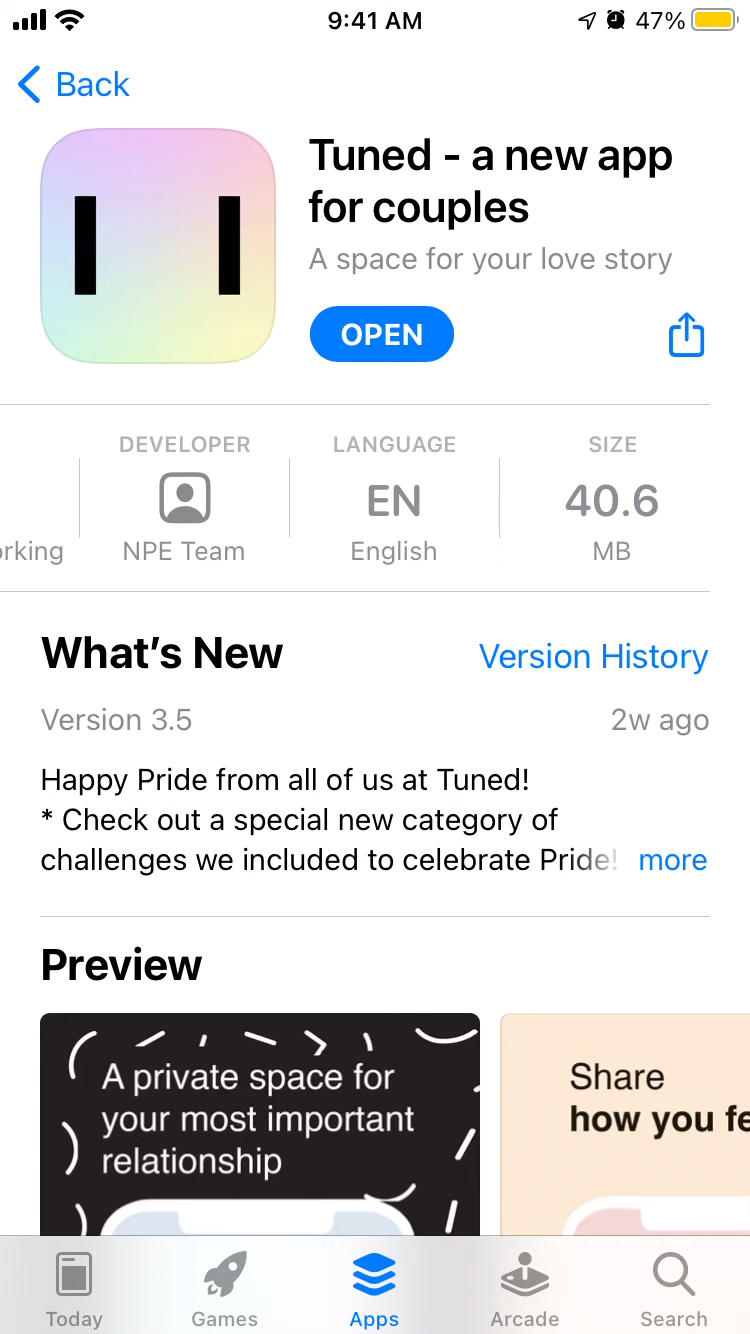 9:41 AM
47%
Back
Tuned - a new app
for couples
A space for your love story
OPEN
DEVELOPER
LANGUAGE
SIZE
EN
40.6
orking
NPE Team
English
MB
What's New
Version History
Version 3.5
2w ago
Happy Pride from all of us at Tuned!
* Check out a special new category of
challenges we included to celebrate Pride! more
Preview
A private space for
your most important
relationship
Share
how you fe
Today
Games
Apps
Arcade
Search